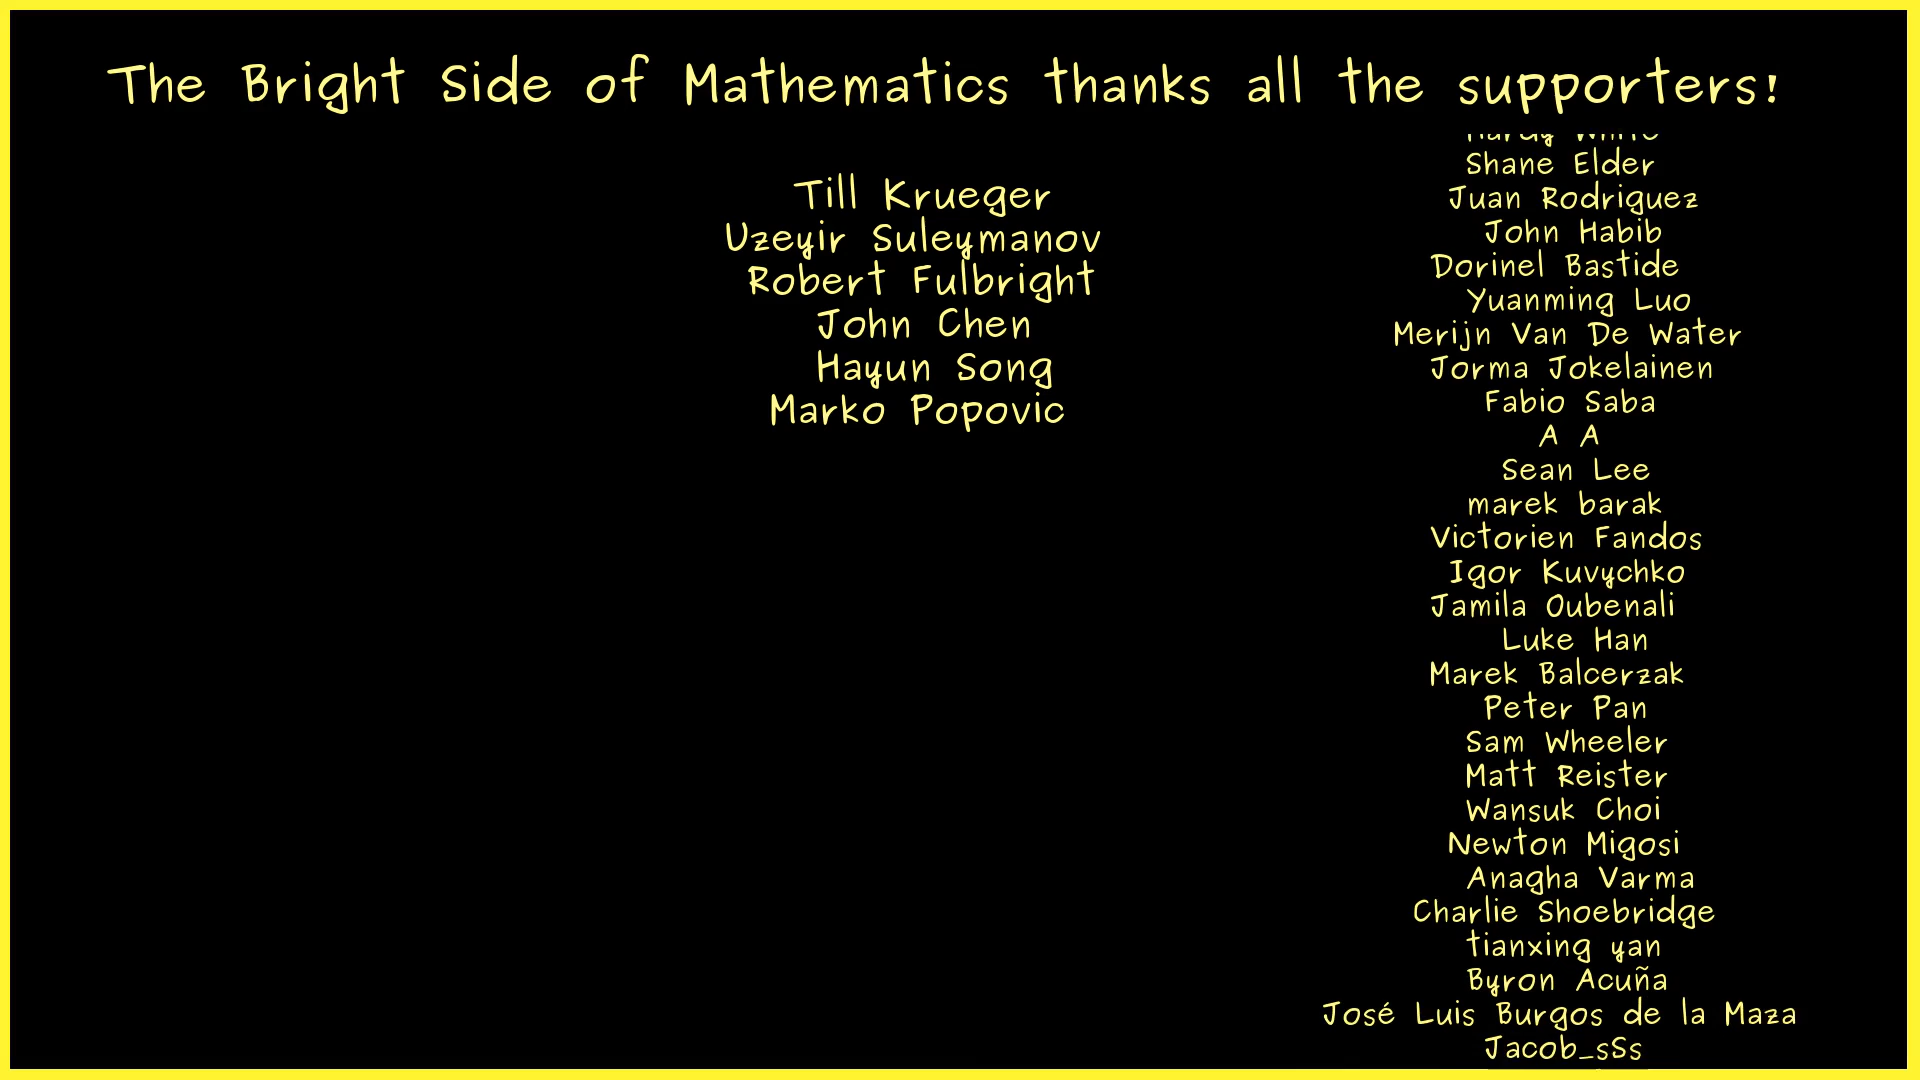 The Bright Side of Mathematics thanks all the supporters!
Till Krueger
Uzeyir Suleymanov
Robert Fulbright
John Chen
Hayun Song
Marko Popovic
Shane Elder
Juan Rodriguez
John Habib
Dorinel Bastide
Yuanming Luo
Merijn Van De Water
Jorma Jokelainen
Fabio Saba
A A
Sean Lee
marek barak
Victorien Fandos
Igor Kuvychko
Jamila Oubenali
Luke Han
Marek Balcerzak
Peter Pan
Sam Wheeler
Matt Reister
Wansuk Choi
Newton Migosi
Anagha Varma
Charlie Shoebridge
tianxing yan
Byron Acuña
José Luis Burgos de la Maza
Jacob_sSs